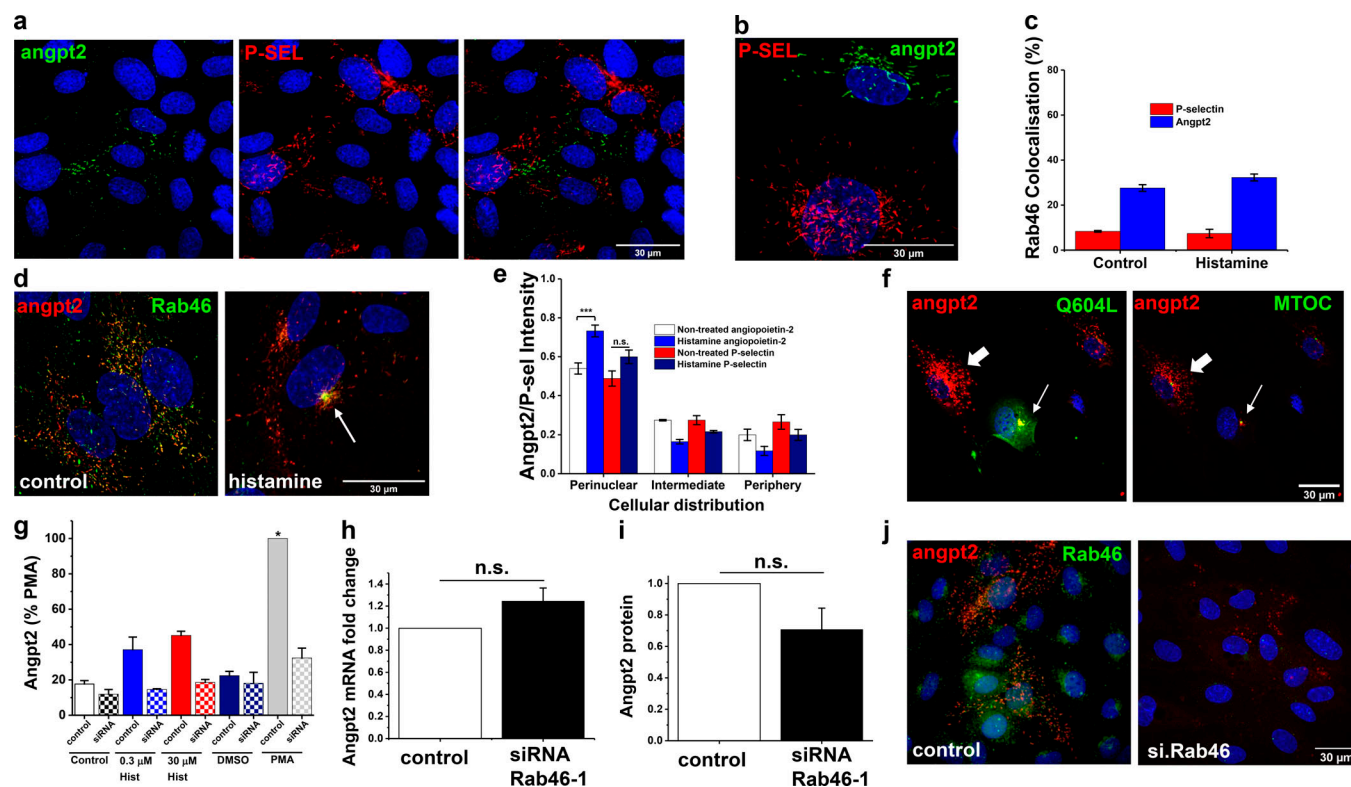 a
angpt2
P-SEL
30 µm
b
P-SEL
angpt2
30 µm
c
Rab46 Colocalisation (%)
80
60
40
20
0
P-selectin
Angpt2
Control
Histamine
d
angpt2
Rab46
control
histamine
30 µm
e
Angpt2/P-sel Intensity
1.0
0.8
0.6
0.4
0.2
0.0
***
n.s.
Non-treated angiopoietin-2
Histamine angiopoietin-2
Non-treated P-selectin
Histamine P-selectin
Perinuclear
Intermediate
Periphery
Cellular distribution
f
angpt2
Q604L
angpt2
MTOC
30 µm
g
Angpt2 (% PMA)
100
80
60
40
20
0
*
control
siRNA
control
siRNA
control
siRNA
control
siRNA
control
siRNA
Control
0.3 µM
Hist
30 µM
Hist
DMSO
PMA
h
Angpt2 mRNA fold change
1.4
1.2
1.0
0.8
0.6
0.4
0.2
0.0
n.s.
control
siRNA
Rab46-1
i
Angpt2 protein
1.0
0.8
0.6
0.4
0.2
0.0
n.s.
control
siRNA
Rab46-1
j
angpt2
Rab46
control
si.Rab46
30 µm